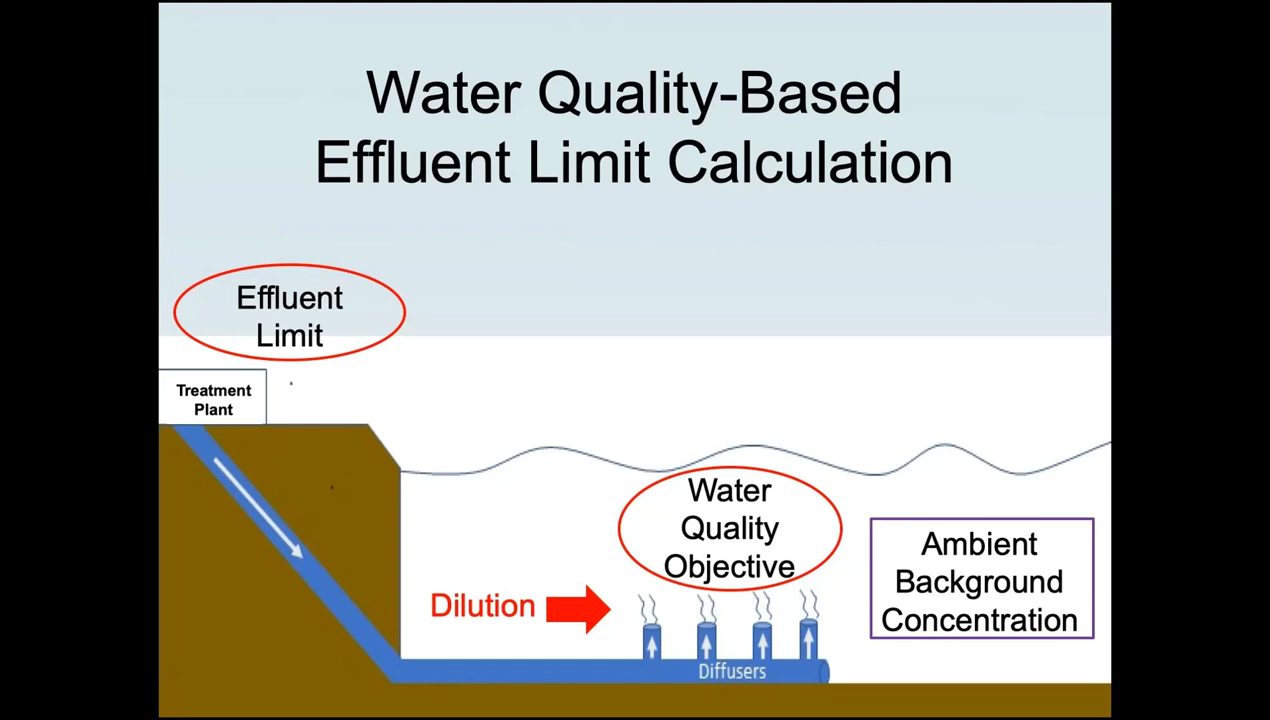 Water Quality-Based
Effluent Limit Calculation
Effluent
Limit
Treatment
Plant
Water
Quality
Objective
Ambient
Background
Concentration
Dilution
Diffusers